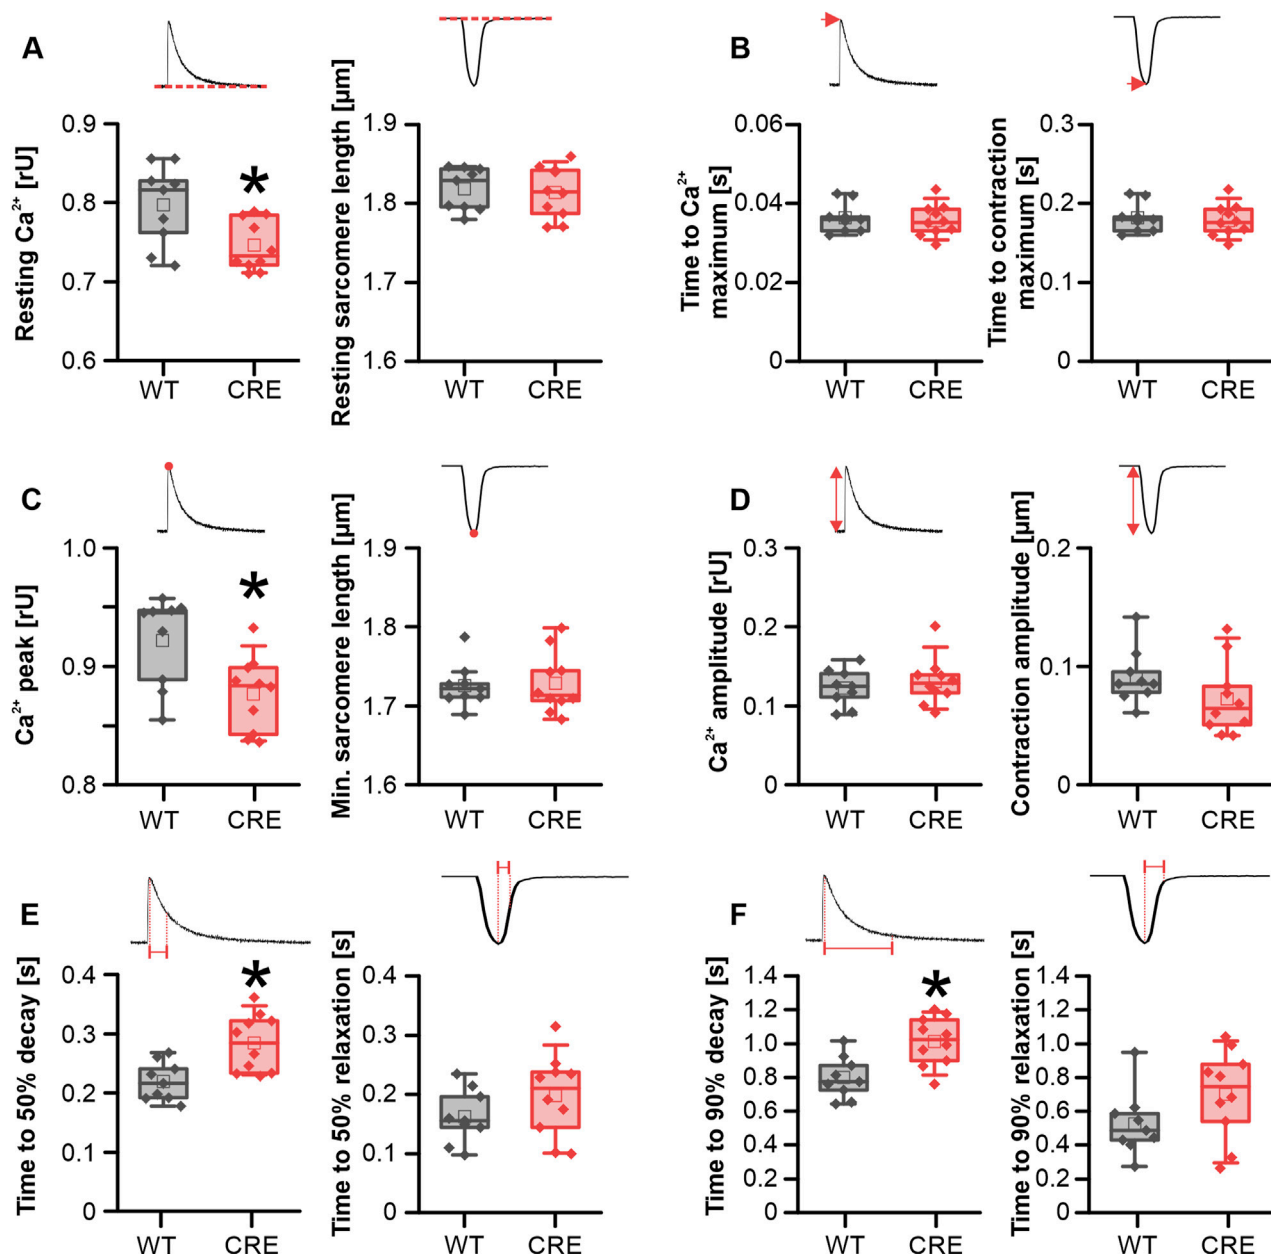 A
Resting Ca²⁺ [rU]
0.9
0.8
0.7
0.6
*
WT CRE
Resting sarcomere length [µm]
1.9
1.8
1.7
1.6
WT CRE
B
Time to Ca²⁺
maximum [s]
0.06
0.04
0.02
0
WT CRE
Time to contraction
maximum [s]
0.3
0.2
0.1
0
WT CRE
C
Ca²⁺ peak [rU]
1.0
0.9
0.8
*
WT CRE
Min. sarcomere length [µm]
1.9
1.8
1.7
1.6
WT CRE
D
Ca²⁺ amplitude [rU]
0.3
0.2
0.1
0
WT CRE
Contraction amplitude [µm]
0.2
0.1
0
WT CRE
E
Time to 50% decay [s]
0.4
0.3
0.2
0.1
0
*
WT CRE
Time to 50% relaxation [s]
0.4
0.3
0.2
0.1
0
WT CRE
F
Time to 90% decay [s]
1.4
1.2
1.0
0.8
0.6
0.4
0.2
0
*
WT CRE
Time to 90% relaxation [s]
1.4
1.2
1.0
0.8
0.6
0.4
0.2
0
WT CRE